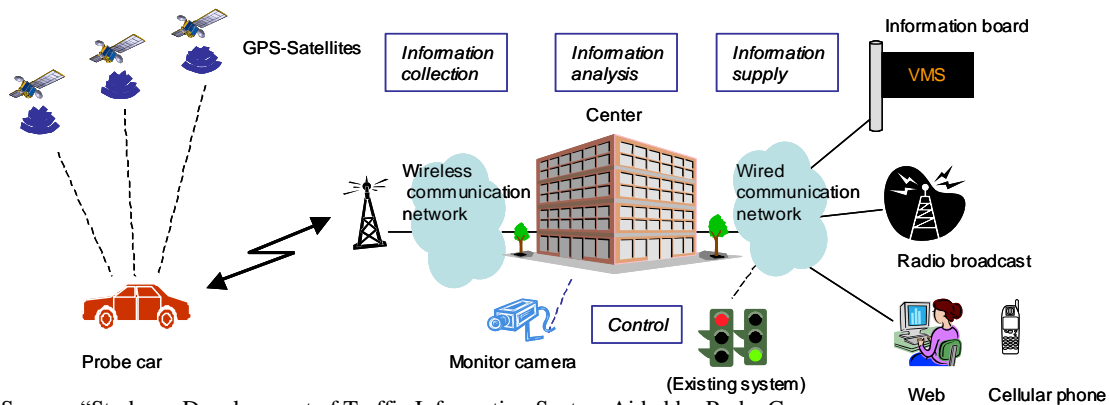 GPS-Satellites
Information
collection
Information
analysis
Information
supply
Information board
VMS
Center
Wireless
communication
network
Wired
communication
network
Radio broadcast
Probe car
Monitor camera
Control
(Existing system)
Web
Cellular phone